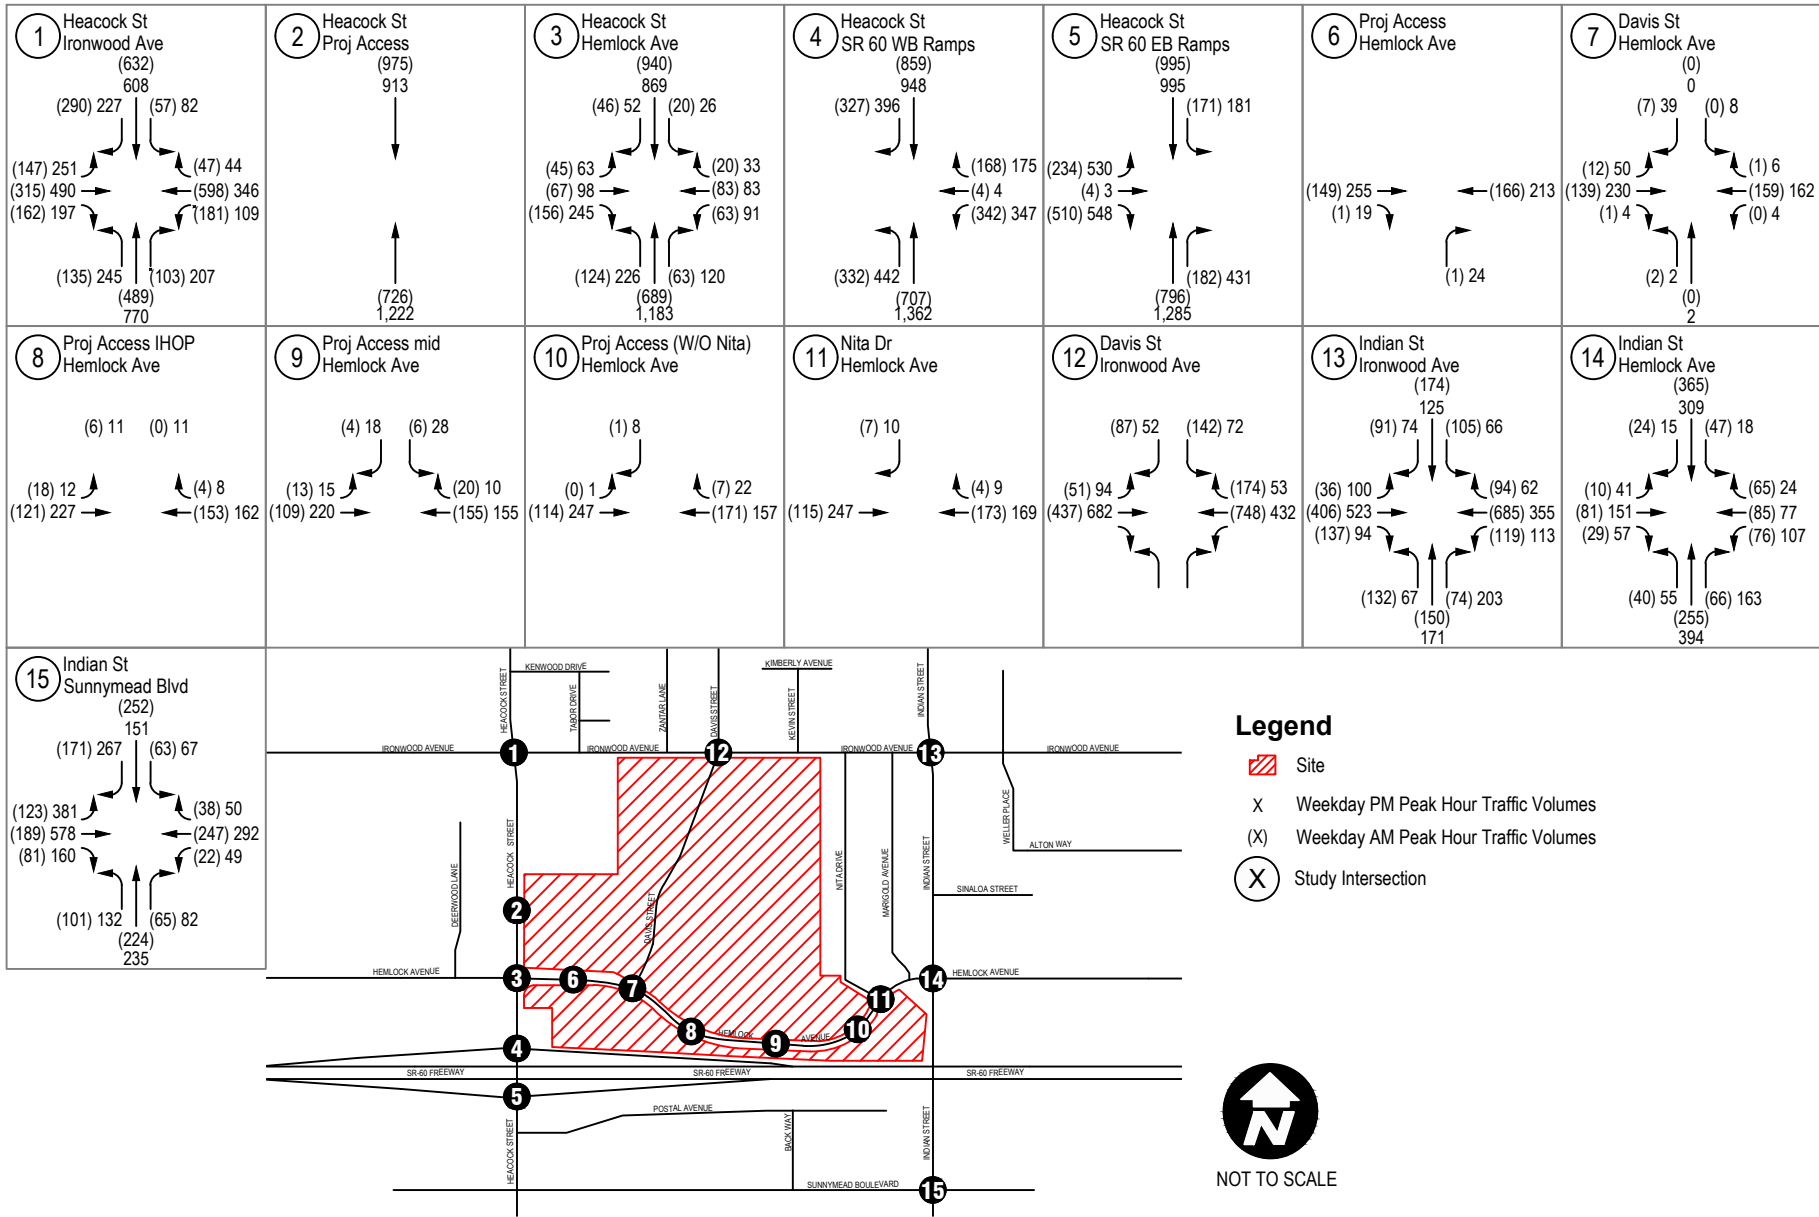 1 Heacock St
Ironwood Ave
(632)
608
(290) 227 (57) 82
(147) 251 (47) 44
(315) 490 (598) 346
(162) 197 (181) 109
(135) 245 (103) 207
(489)
770
2 Heacock St
Proj Access
(975)
913
(726)
1,222
3 Heacock St
Hemlock Ave
(940)
869
(46) 52 (20) 26
(45) 63 (20) 33
(67) 98 (83) 83
(156) 245 (63) 91
(124) 226 (63) 120
(689)
1,183
4 Heacock St
SR 60 WB Ramps
(859)
948
(327) 396
(168) 175
(4) 4
(342) 347
(332) 442
(707)
1,362
5 Heacock St
SR 60 EB Ramps
(995)
995
(171) 181
(234) 530
(4) 3
(510) 548
(182) 431
(796)
1,285
6 Proj Access
Hemlock Ave
(149) 255 (166) 213
(1) 19
(1) 24
7 Davis St
Hemlock Ave
(0)
0
(7) 39 (0) 8
(12) 50 (1) 6
(139) 230 (159) 162
(1) 4 (0) 4
(2) 2
(0)
2
8 Proj Access IHOP
Hemlock Ave
(6) 11 (0) 11
(18) 12 (4) 8
(121) 227 (153) 162
9 Proj Access mid
Hemlock Ave
(4) 18 (6) 28
(13) 15 (20) 10
(109) 220 (155) 155
10 Proj Access (W/O Nita)
Hemlock Ave
(1) 8
(0) 1 (7) 22
(114) 247 (171) 157
11 Nita Dr
Hemlock Ave
(7) 10
(4) 9
(115) 247 (173) 169
12 Davis St
Ironwood Ave
(87) 52 (142) 72
(51) 94 (174) 53
(437) 682 (748) 432
13 Indian St
Ironwood Ave
(174)
125
(91) 74 (105) 66
(36) 100 (94) 62
(406) 523 (685) 355
(137) 94 (119) 113
(132) 67 (74) 203
(150)
171
14 Indian St
Hemlock Ave
(365)
309
(24) 15 (47) 18
(10) 41 (65) 24
(81) 151 (85) 77
(29) 57 (76) 107
(40) 55 (66) 163
(255)
394
15 Indian St
Sunnymead Blvd
(252)
151
(171) 267 (63) 67
(123) 381 (38) 50
(189) 578 (247) 292
(81) 160 (22) 49
(101) 132 (65) 82
(224)
235
KENWOOD DRIVE
KIMBERLY AVENUE
HEACOCK STREET
TABOR DRIVE
ZANTAR LANE
DAVIS STREET
KEVIN STREET
INDIAN STREET
IRONWOOD AVENUE
IRONWOOD AVENUE
IRONWOOD AVENUE
IRONWOOD AVENUE
1
12
13
WELLER PLACE
ALTON WAY
HEACOCK STREET
DEERWOOD LANE
DAVIS STREET
NITA DRIVE
MARIGOLD AVENUE
INDIAN STREET
SINALOA STREET
2
HEMLOCK AVENUE
3
6
7
14
HEMLOCK AVENUE
11
8
HEMLOCK
9
AVENUE
10
4
SR-60 FREEWAY
SR-60 FREEWAY
SR-60 FREEWAY
5
POSTAL AVENUE
HEACOCK STREET
BACK WAY
INDIAN STREET
SUNNYMEAD BOULEVARD
15
Legend
Site
X Weekday PM Peak Hour Traffic Volumes
(X) Weekday AM Peak Hour Traffic Volumes
X Study Intersection
N
NOT TO SCALE